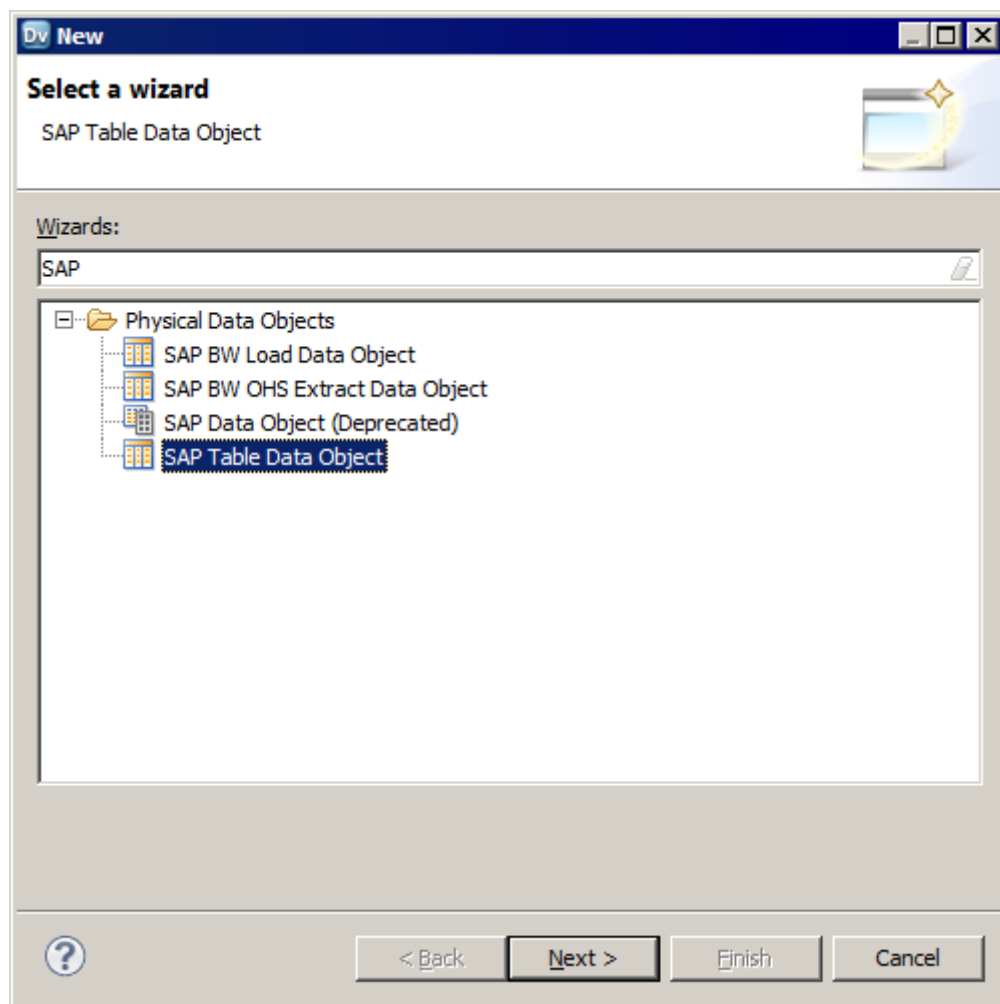 Dv New
Select a wizard
SAP Table Data Object
Wizards:
SAP
Physical Data Objects
SAP BW Load Data Object
SAP BW OHS Extract Data Object
SAP Data Object (Deprecated)
SAP Table Data Object
? < Back Next > Finish Cancel